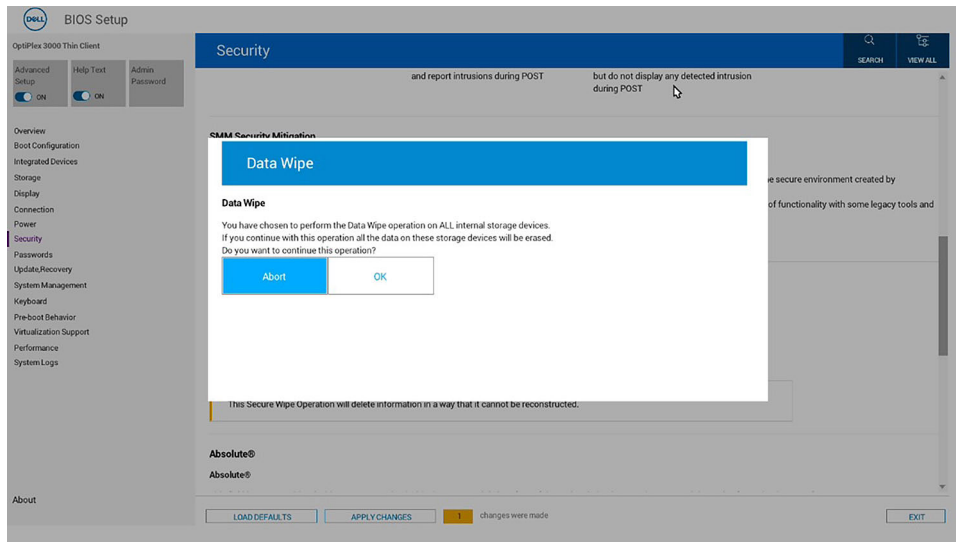 DELL
BIOS Setup
OptiPlex 3000 Thin Client
Advanced Setup
ON
Help Text
ON
Admin Password
Overview
Boot Configuration
Integrated Devices
Storage
Display
Connection
Power
Security
Passwords
Update,Recovery
System Management
Keyboard
Pre-boot Behavior
Virtualization Support
Performance
System Logs
About
Security
SEARCH
VIEW ALL
and report intrusions during POST
but do not display any detected intrusion
during POST
SMM Security Mitigation
secure environment created by
of functionality with some legacy tools and
Data Wipe
Data Wipe
You have chosen to perform the Data Wipe operation on ALL internal storage devices.
If you continue with this operation all the data on these storage devices will be erased.
Do you want to continue this operation?
Abort
OK
This Secure Wipe Operation will delete information in a way that it cannot be reconstructed.
Absolute®
Absolute®
LOAD DEFAULTS
APPLY CHANGES
1
changes were made
EXIT